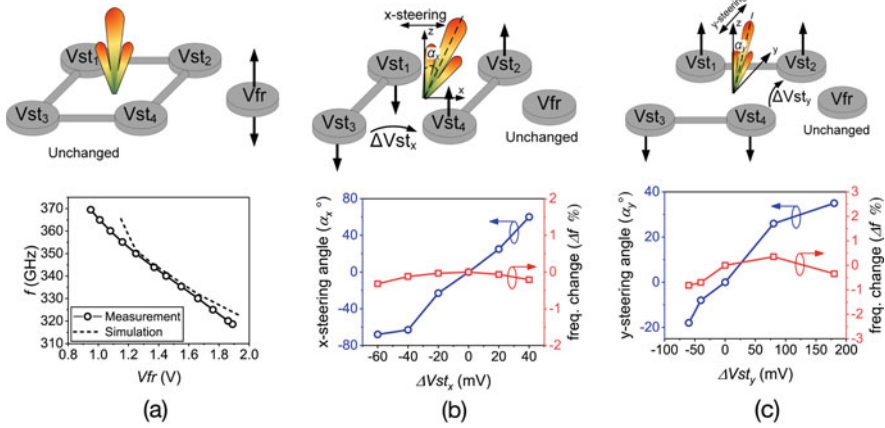 Vst1
Vst2
Vst3
Vst4
Vfr
Unchanged
f (GHz)
370
360
350
340
330
320
310
0.8 1.0 1.2 1.4 1.6 1.8 2.0
Measurement
Simulation
Vfr (V)
(a)
x-steering
z
αx
x
Vst1
Vst2
Vst3
Vst4
ΔVstx
Vfr
Unchanged
x-steering angle (αx°)
80
40
0
-40
-80
-60 -40 -20 0 20 40
ΔVstx (mV)
2
1
0
-1
-2
freq. change (Δf %)
(b)
y-steering
z
αy
y
Vst1
Vst2
Vst3
Vst4
ΔVsty
Vfr
Unchanged
y-steering angle (αy°)
40
20
0
-20
-100 -50 0 50 100 150 200
ΔVsty (mV)
3
2
1
0
-1
-2
-3
freq. change (Δf %)
(c)